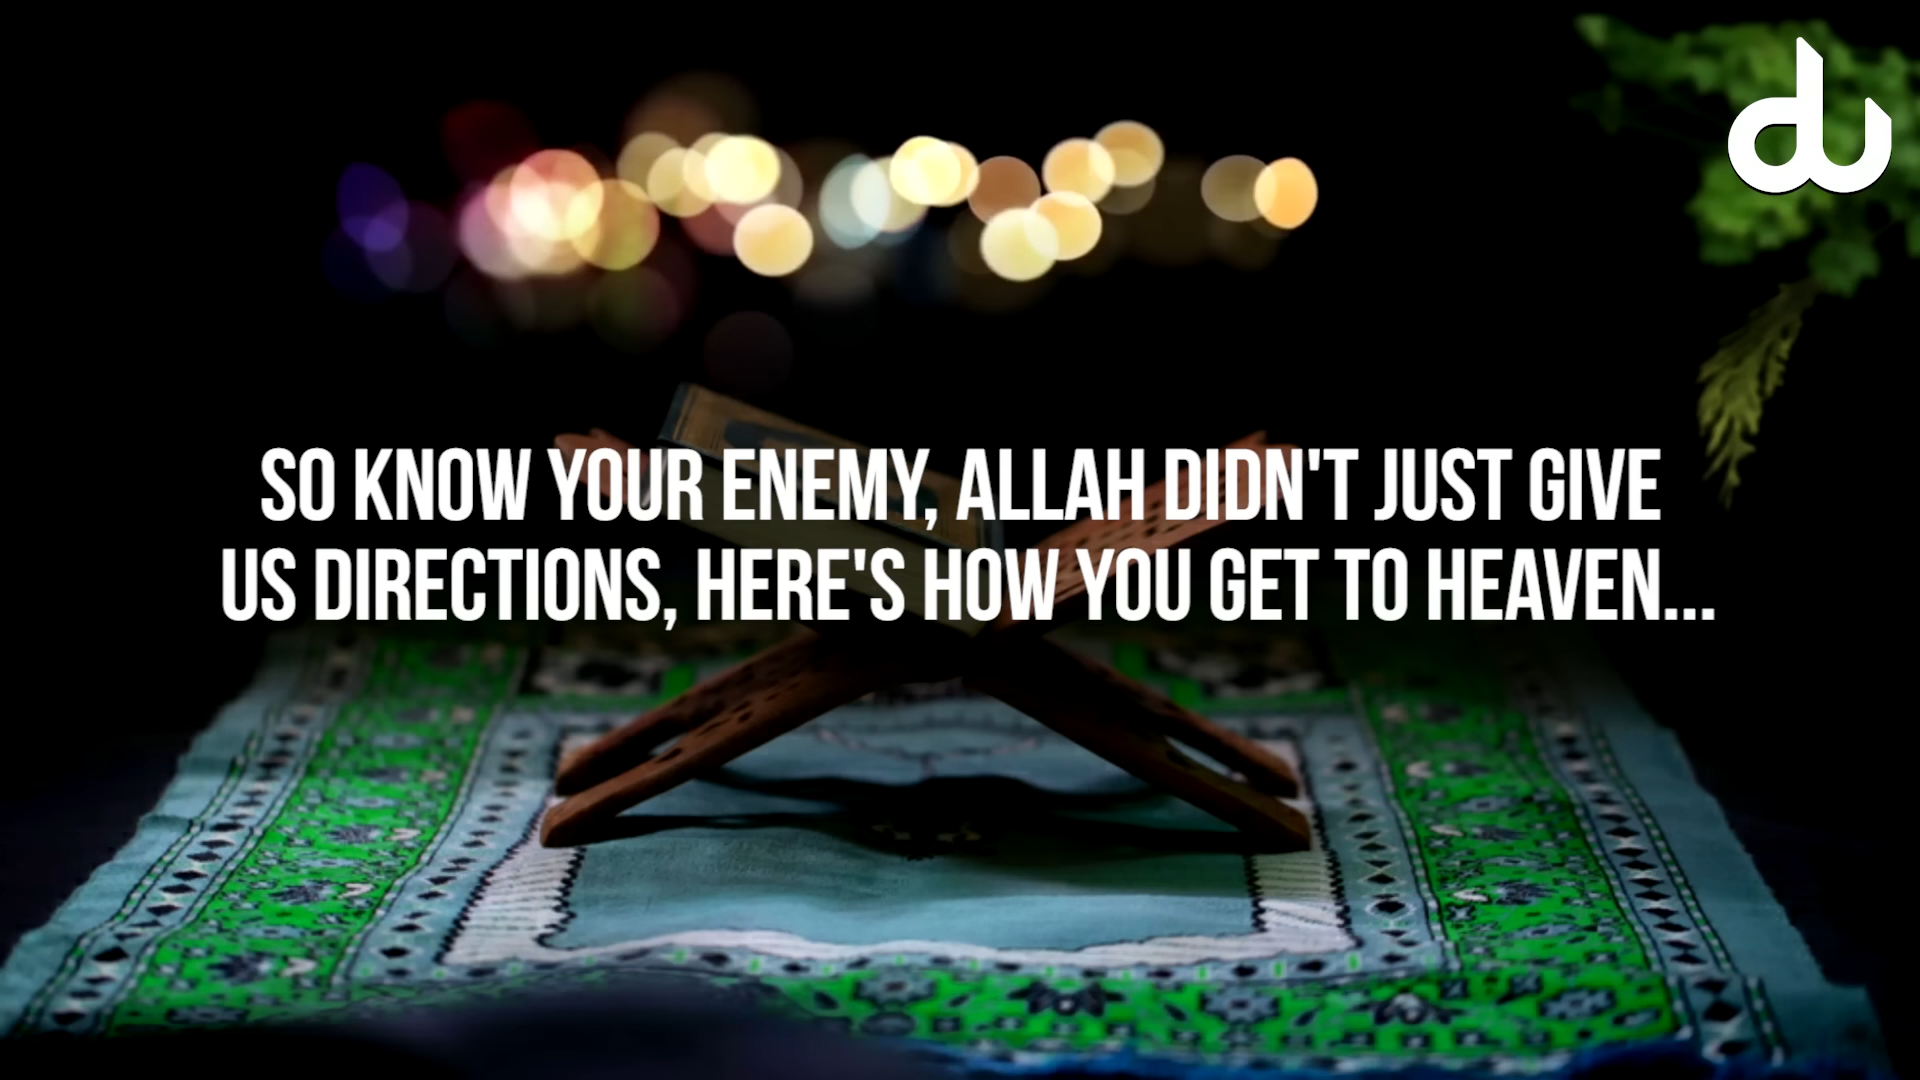 SO KNOW YOUR ENEMY, ALLAH DIDN'T JUST GIVE
US DIRECTIONS, HERE'S HOW YOU GET TO HEAVEN...